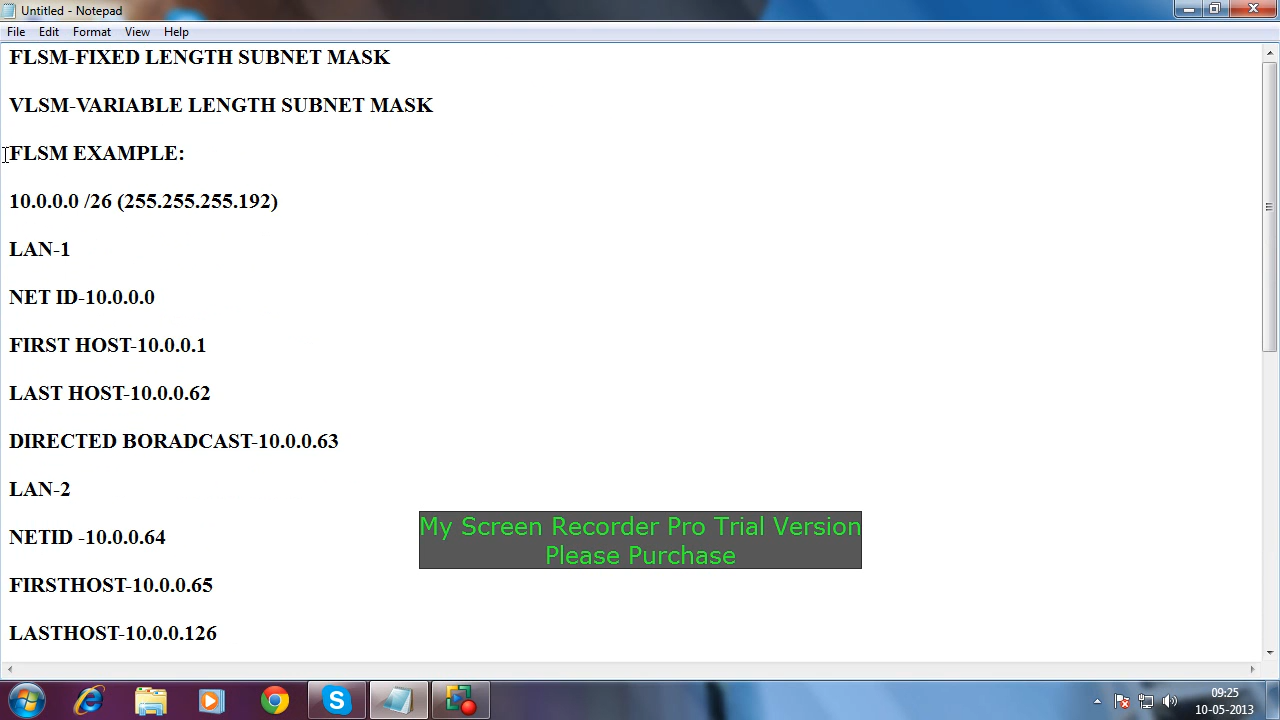 Untitled - Notepad
File Edit Format View Help
FLSM-FIXED LENGTH SUBNET MASK
VLSM-VARIABLE LENGTH SUBNET MASK
FLSM EXAMPLE:
10.0.0.0 /26 (255.255.255.192)
LAN-1
NET ID-10.0.0.0
FIRST HOST-10.0.0.1
LAST HOST-10.0.0.62
DIRECTED BORADCAST-10.0.0.63
LAN-2
NETID -10.0.0.64
FIRSTHOST-10.0.0.65
LASTHOST-10.0.0.126
My Screen Recorder Pro Trial Version
Please Purchase
09:25
10-05-2013